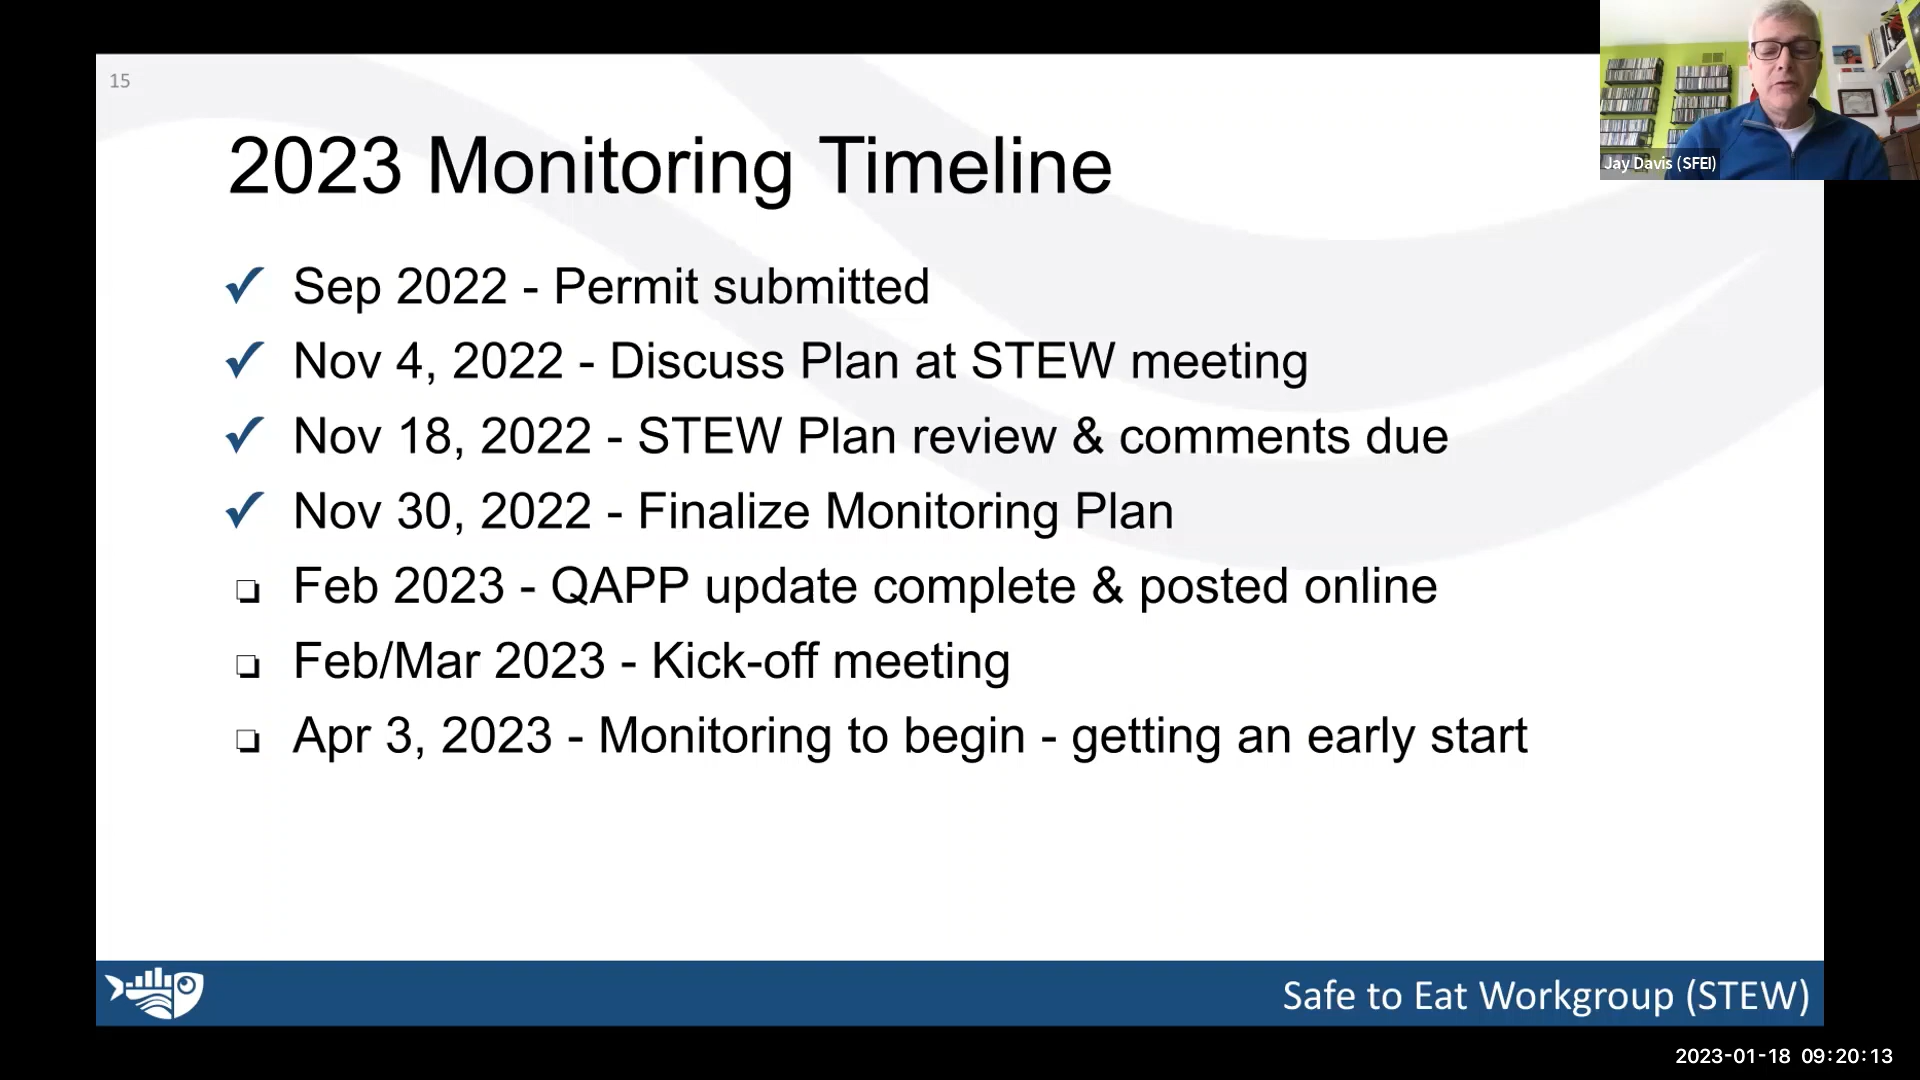 15
2023 Monitoring Timeline
Sep 2022 - Permit submitted
Nov 4, 2022 - Discuss Plan at STEW meeting
Nov 18, 2022 - STEW Plan review & comments due
Nov 30, 2022 - Finalize Monitoring Plan
Feb 2023 - QAPP update complete & posted online
Feb/Mar 2023 - Kick-off meeting
Apr 3, 2023 - Monitoring to begin - getting an early start
Jay Davis (SFEI)
Safe to Eat Workgroup (STEW)
2023-01-18 09:20:13